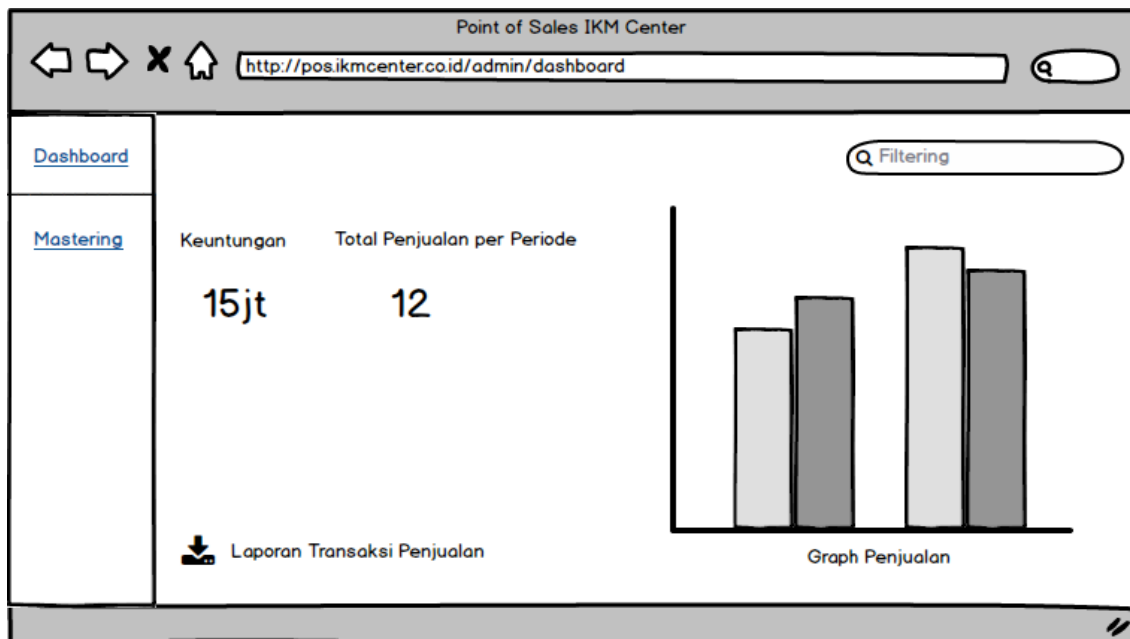 Point of Sales IKM Center
http://pos.ikmcenter.co.id/admin/dashboard
Dashboard
Filtering
Mastering
Keuntungan
Total Penjualan per Periode
15jt
12
Laporan Transaksi Penjualan
Graph Penjualan